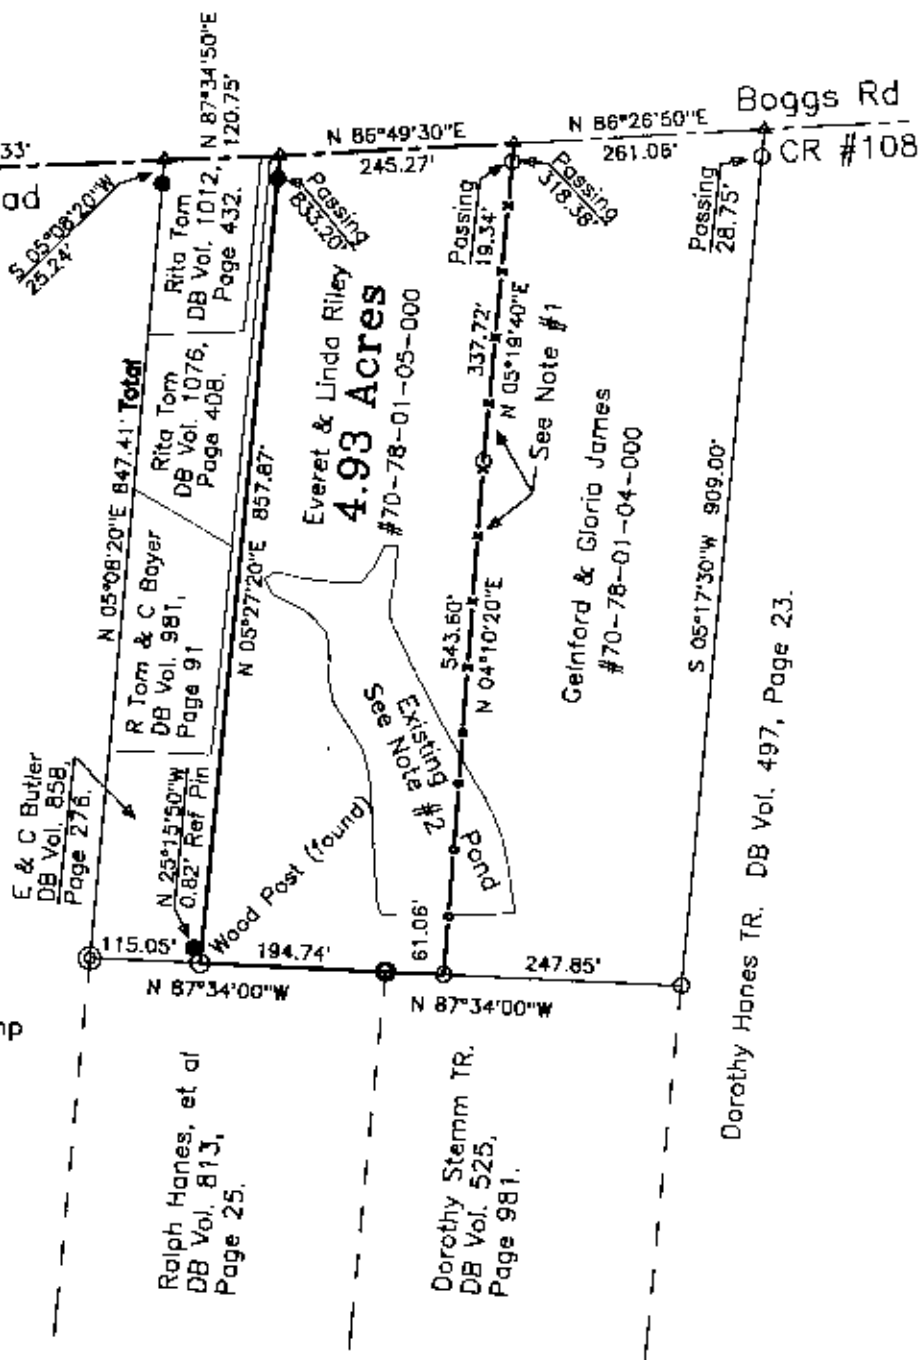 Boggs Rd
CR #108
33'
ad
N 87°34'50"E
120.75'
N 86°49'30"E
245.27'
N 86°26'50"E
261.06'
S 05°08'20"W
25.24'
Passing
833.20'
Passing
19.34'
Passing
318.38'
Passing
28.75'
Rita Tom
DB Vol. 1012,
Page 432.
Rita Tom
DB Vol. 1076,
Page 408.
R Tom & C Boyer
DB Vol. 981,
Page 91
E & C Butler
DB Vol. 858,
Page 276.
N 05°08'20"E 847.41' Total
N 05°27'20"E 857.87'
Everet & Linda Riley
4.93 Acres
#70-78-01-05-000
337.72'
N 05°19'40"E
See Note #1
543.60'
N 04°10'20"E
Gelnford & Gloria James
#70-78-01-04-000
S 05°17'30"W 909.00'
Dorothy Hanes TR. DB Vol. 497, Page 23.
Existing
See Note #2
Pond
N 25°15'50"W
0.82' Ref Pin
Wood Post (found)
115.05'
194.74'
61.06'
247.85'
N 87°34'00"W
N 87°34'00"W
np
Ralph Hanes, et al
DB Vol. 813,
Page 25.
Dorothy Stemm TR.
DB Vol. 525,
Page 981.